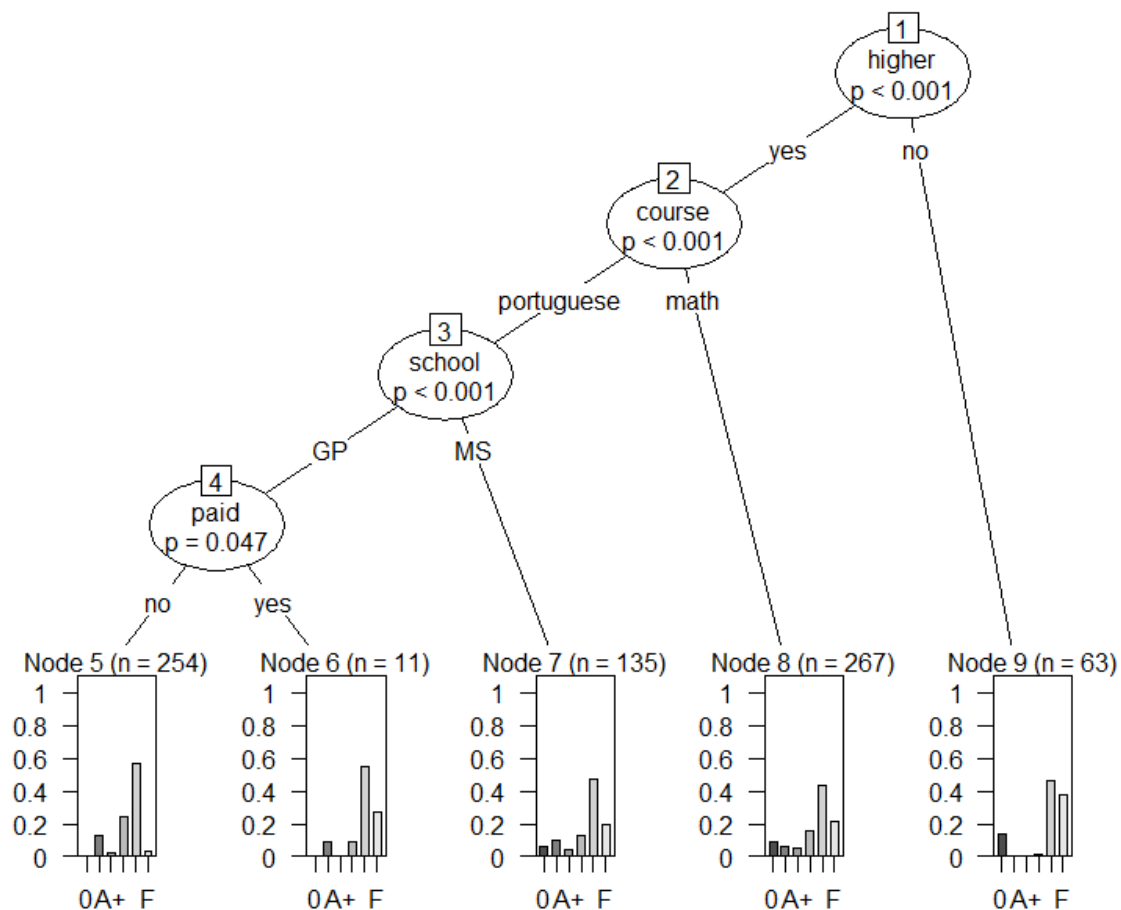 1
higher
p < 0.001
yes no
2
course
p < 0.001
portuguese math
3
school
p < 0.001
GP MS
4
paid
p = 0.047
no yes
Node 5 (n = 254) Node 6 (n = 11) Node 7 (n = 135) Node 8 (n = 267) Node 9 (n = 63)
1 1 1 1 1
0.8 0.8 0.8 0.8 0.8
0.6 0.6 0.6 0.6 0.6
0.4 0.4 0.4 0.4 0.4
0.2 0.2 0.2 0.2 0.2
0 0 0 0 0
0A+ F 0A+ F 0A+ F 0A+ F 0A+ F